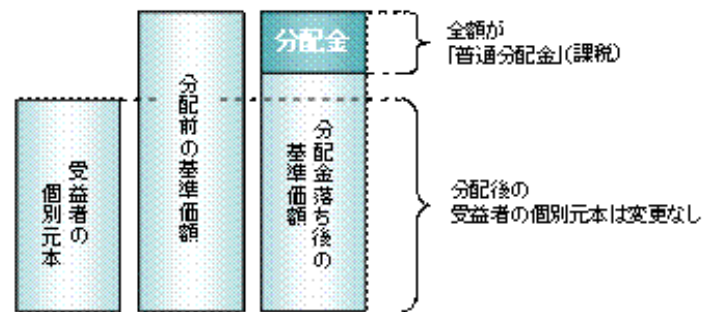 受益者の
個別元本
分配前の基準価額
分配金
分配金落ち後の
基準価額
全額が
「普通分配金」(課税)
分配後の
受益者の個別元本は変更なし